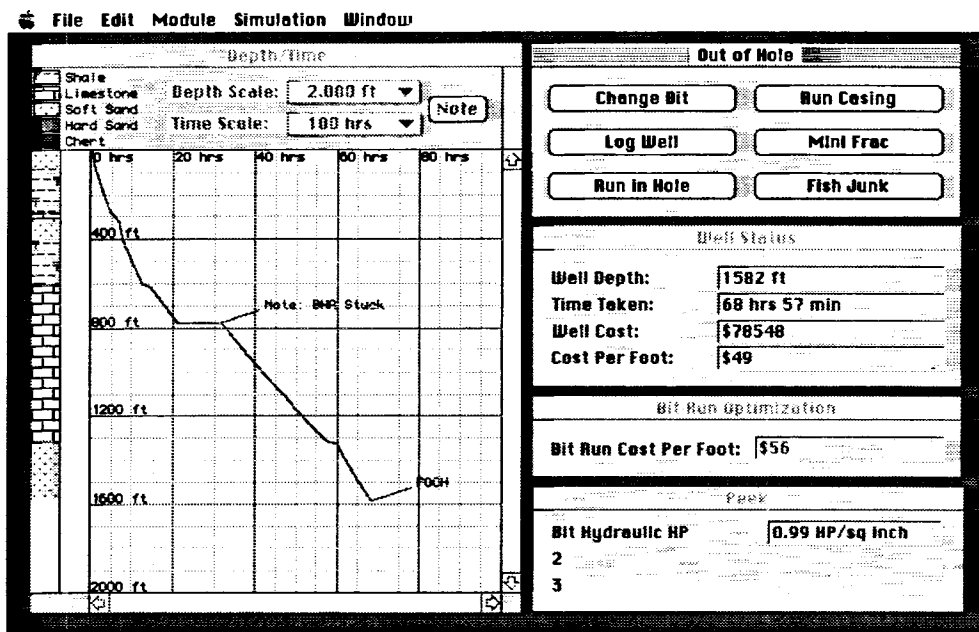 File Edit Module Simulation Window
Depth/Time
Shale
Limestone
Soft Sand
Hard Sand
Chert
Depth Scale: 2.000 ft
Time Scale: 100 hrs
Note
0 hrs 20 hrs 40 hrs 60 hrs 80 hrs
400 ft
Note: BHA Stuck
800 ft
1200 ft
POOH
1600 ft
2000 ft
Out of Hole
Change Bit
Run Casing
Log Well
Mini Frac
Run in Hole
Fish Junk
Well Status
Well Depth: 1582 ft
Time Taken: 68 hrs 57 min
Well Cost: $78548
Cost Per Foot: $49
Bit Run Optimization
Bit Run Cost Per Foot: $56
Peek
Bit Hydraulic HP 0.99 HP/sq inch
2
3